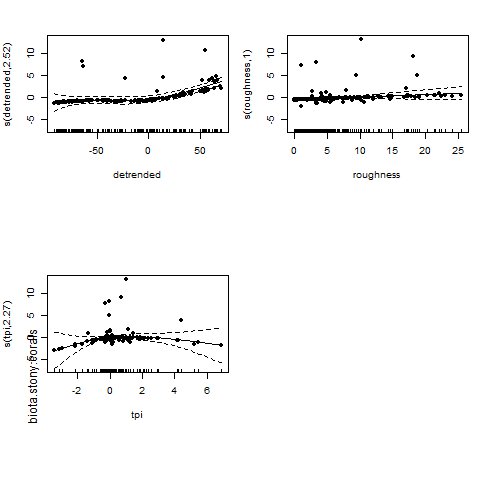 s(detrended,2.52)
-5 0 5 10
-50 0 50
detrended
s(roughness,1)
-5 0 5 10
0 5 10 15 20 25
roughness
s(tpi,2.27)
-5 0 5 10
-2 0 2 4 6
tpi